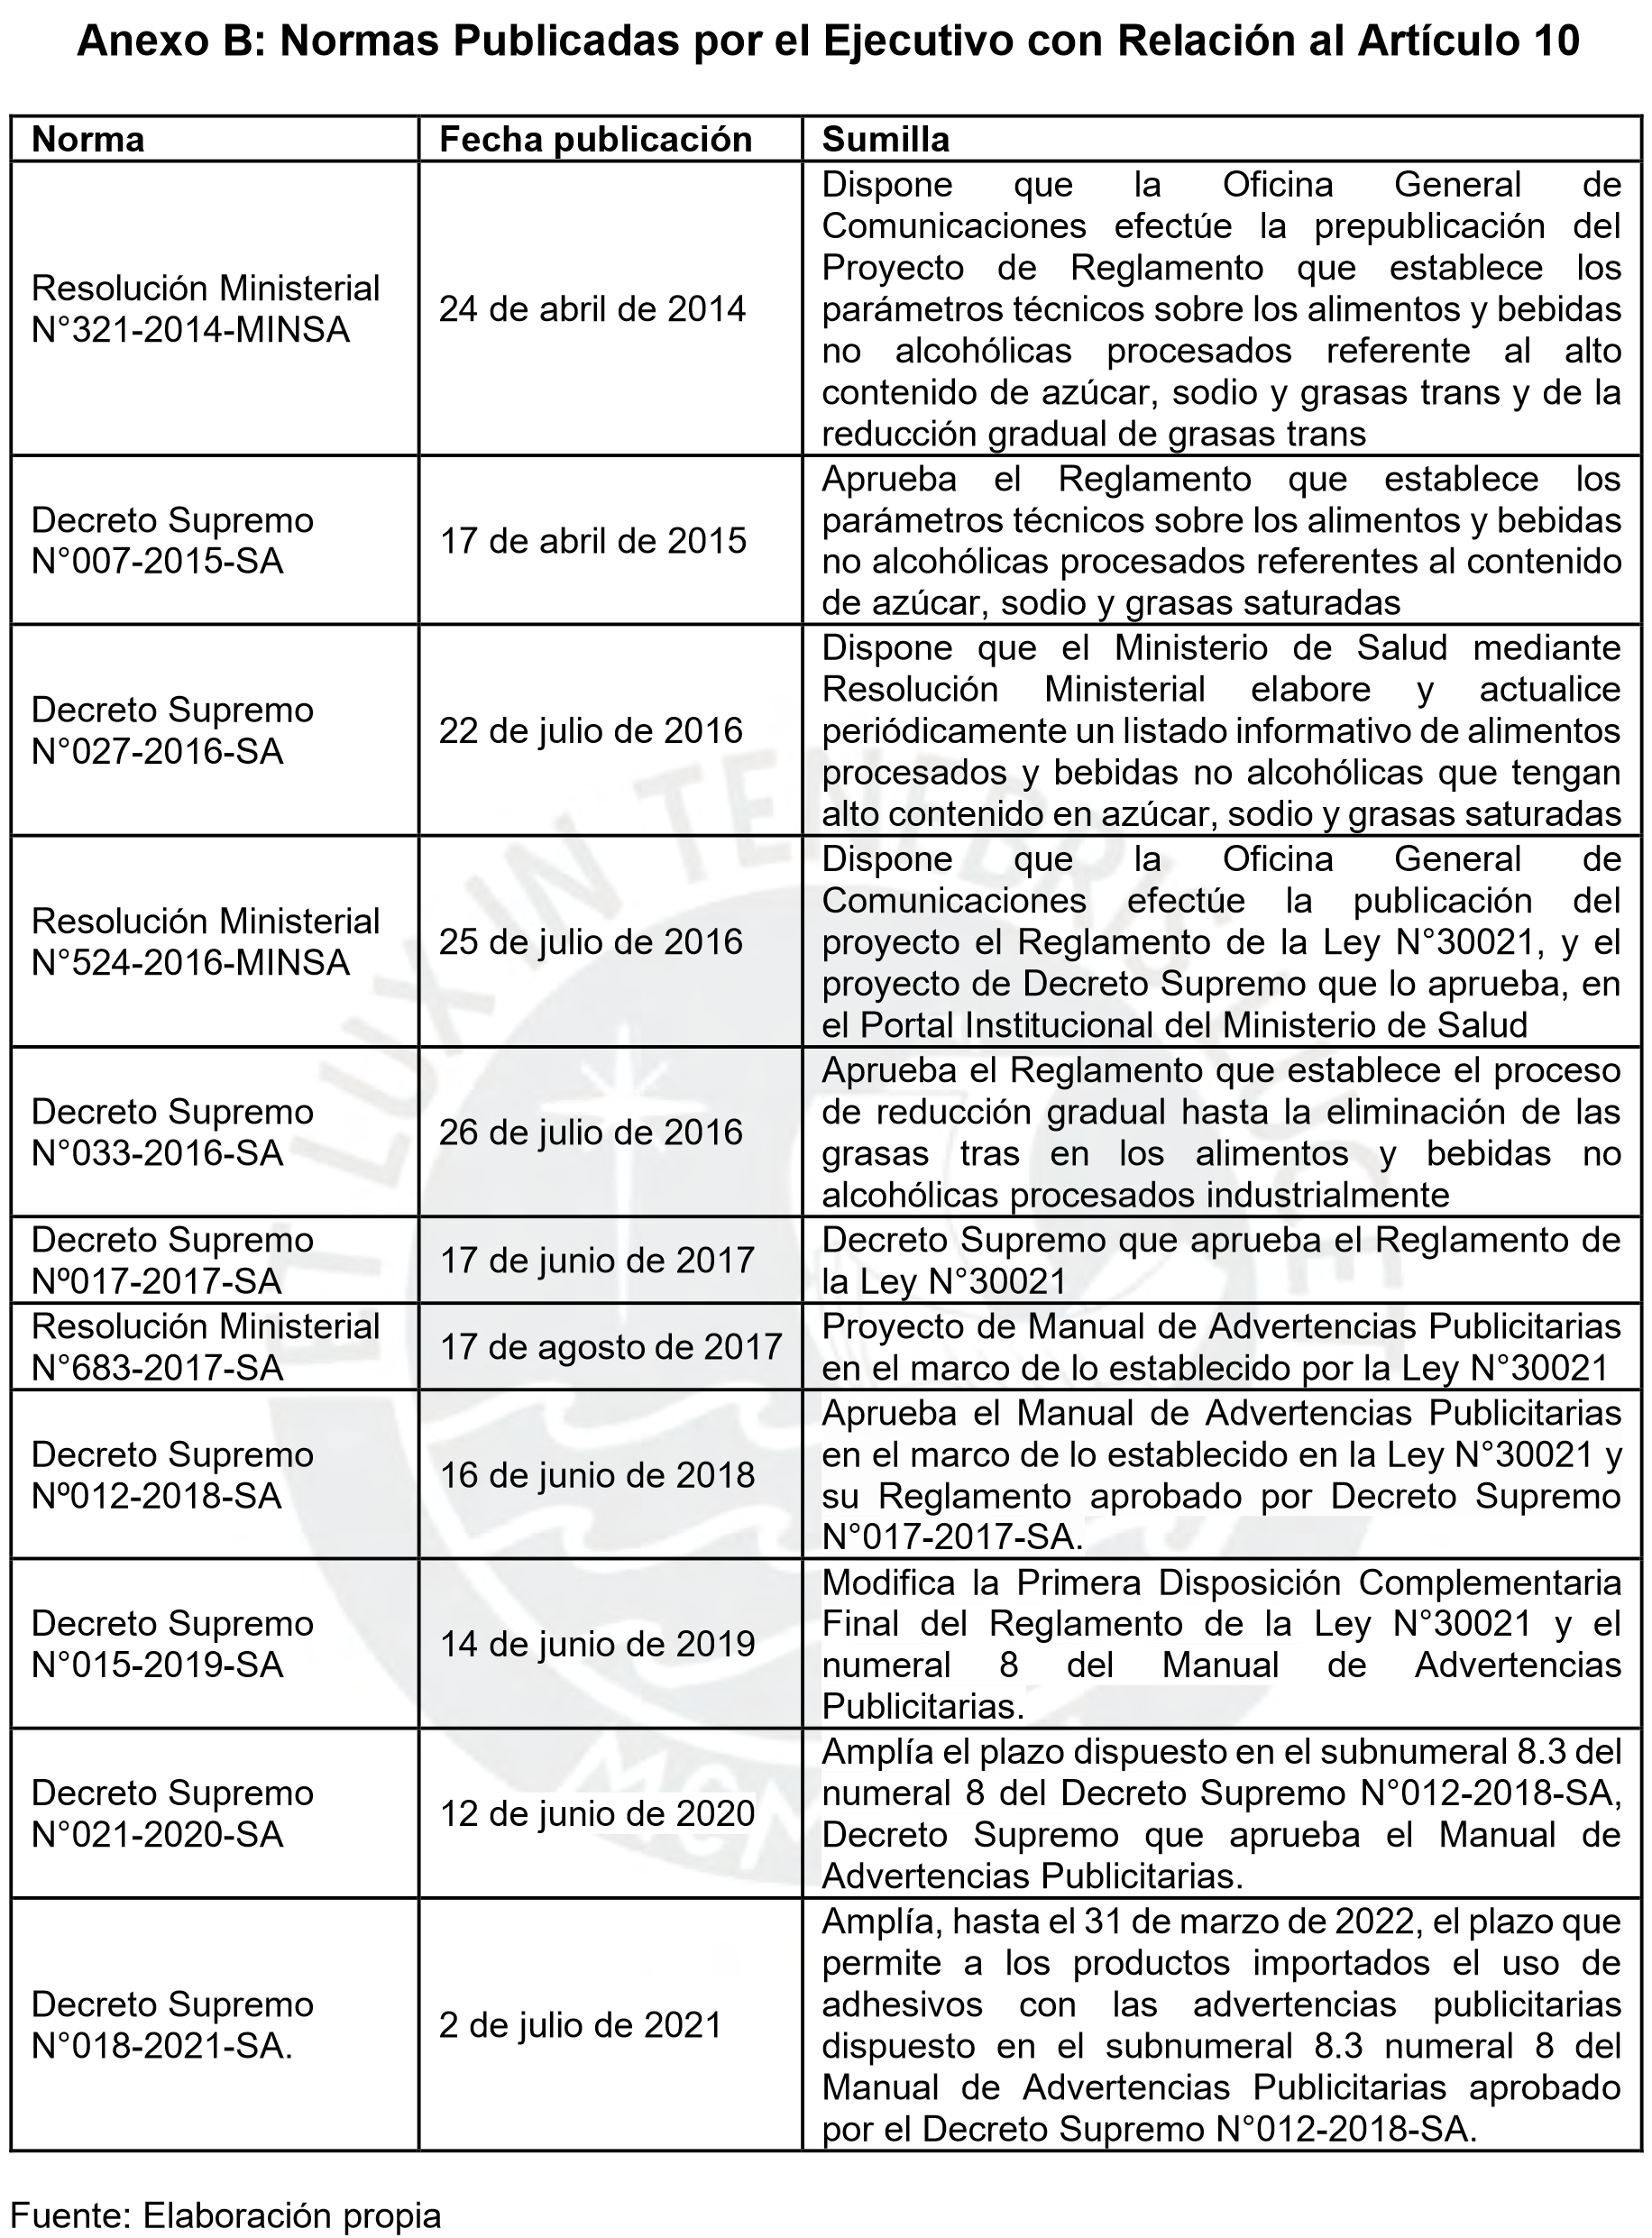 Anexo B: Normas Publicadas por el Ejecutivo con Relación al Artículo 10
Norma
Fecha publicación
Sumilla
Resolución Ministerial
N°321-2014-MINSA
24 de abril de 2014
Dispone que la Oficina General de
Comunicaciones efectúe la prepublicación del
Proyecto de Reglamento que establece los
parámetros técnicos sobre los alimentos y bebidas
no alcohólicas procesados referente al alto
contenido de azúcar, sodio y grasas trans y de la
reducción gradual de grasas trans
Decreto Supremo
N°007-2015-SA
17 de abril de 2015
Aprueba el Reglamento que establece los
parámetros técnicos sobre los alimentos y bebidas
no alcohólicas procesados referentes al contenido
de azúcar, sodio y grasas saturadas
Decreto Supremo
N°027-2016-SA
22 de julio de 2016
Dispone que el Ministerio de Salud mediante
Resolución Ministerial elabore y actualice
periódicamente un listado informativo de alimentos
procesados y bebidas no alcohólicas que tengan
alto contenido en azúcar, sodio y grasas saturadas
Resolución Ministerial
N°524-2016-MINSA
25 de julio de 2016
Dispone que la Oficina General de
Comunicaciones efectúe la publicación del
proyecto el Reglamento de la Ley N°30021, y el
proyecto de Decreto Supremo que lo aprueba, en
el Portal Institucional del Ministerio de Salud
Decreto Supremo
N°033-2016-SA
26 de julio de 2016
Aprueba el Reglamento que establece el proceso
de reducción gradual hasta la eliminación de las
grasas tras en los alimentos y bebidas no
alcohólicas procesados industrialmente
Decreto Supremo
Nº017-2017-SA
17 de junio de 2017
Decreto Supremo que aprueba el Reglamento de
la Ley N°30021
Resolución Ministerial
N°683-2017-SA
17 de agosto de 2017
Proyecto de Manual de Advertencias Publicitarias
en el marco de lo establecido por la Ley N°30021
Decreto Supremo
Nº012-2018-SA
16 de junio de 2018
Aprueba el Manual de Advertencias Publicitarias
en el marco de lo establecido en la Ley N°30021 y
su Reglamento aprobado por Decreto Supremo
N°017-2017-SA.
Decreto Supremo
N°015-2019-SA
14 de junio de 2019
Modifica la Primera Disposición Complementaria
Final del Reglamento de la Ley N°30021 y el
numeral 8 del Manual de Advertencias
Publicitarias.
Decreto Supremo
N°021-2020-SA
12 de junio de 2020
Amplía el plazo dispuesto en el subnumeral 8.3 del
numeral 8 del Decreto Supremo N°012-2018-SA,
Decreto Supremo que aprueba el Manual de
Advertencias Publicitarias.
Decreto Supremo
N°018-2021-SA.
2 de julio de 2021
Amplía, hasta el 31 de marzo de 2022, el plazo que
permite a los productos importados el uso de
adhesivos con las advertencias publicitarias
dispuesto en el subnumeral 8.3 numeral 8 del
Manual de Advertencias Publicitarias aprobado
por el Decreto Supremo N°012-2018-SA.
Fuente: Elaboración propia
ET LUX IN TENEBRIS LUCET